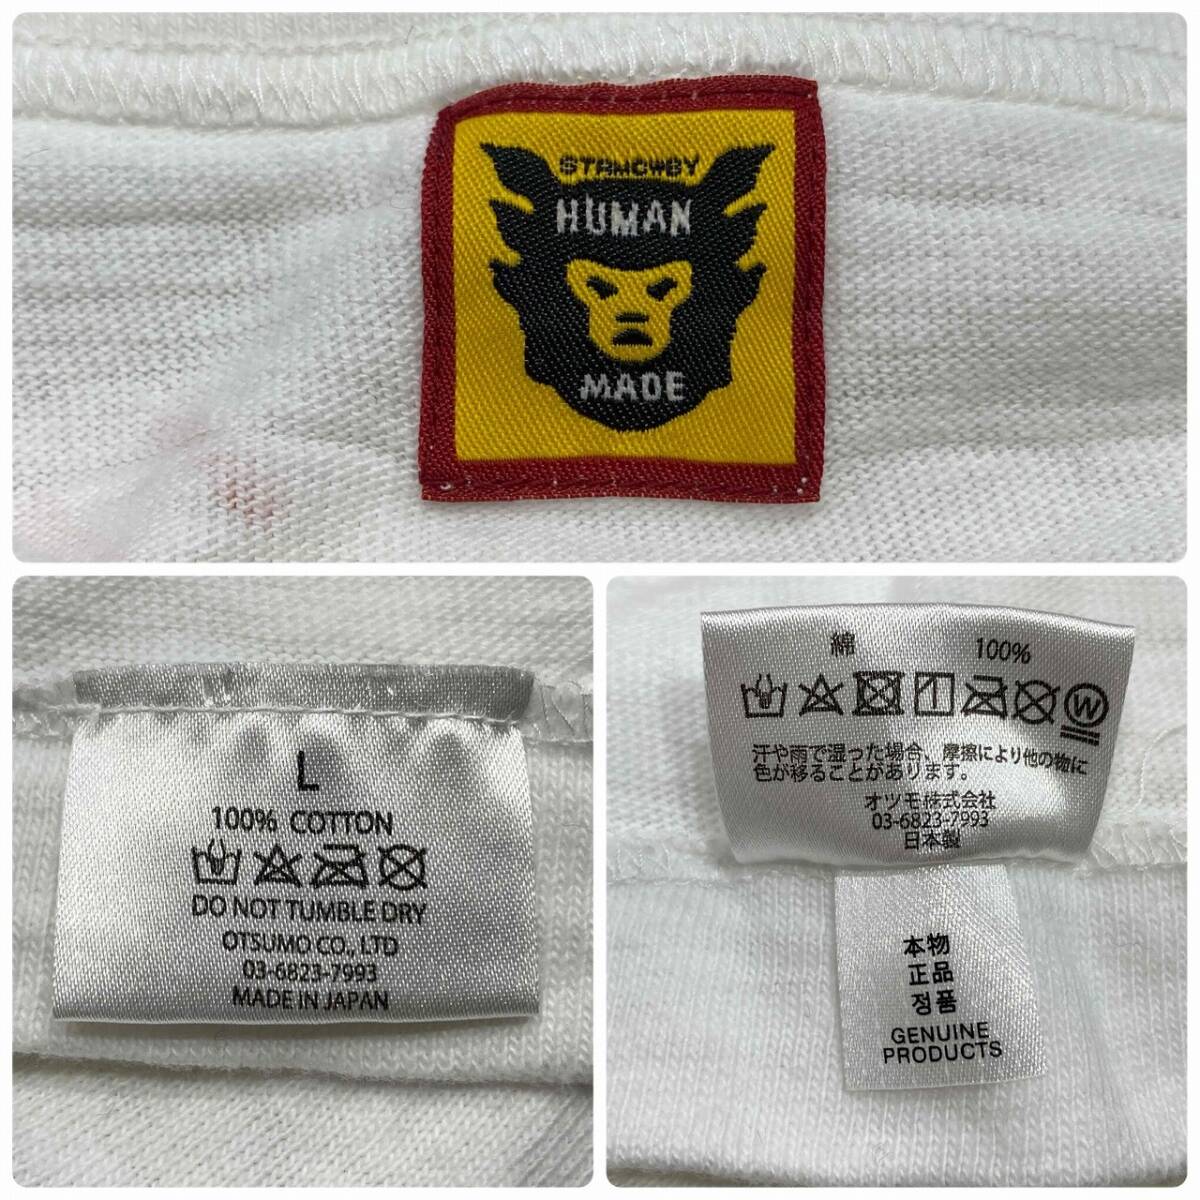 STRMCWBY
HUMAN
MADE
L
100% COTTON
DO NOT TUMBLE DRY
OTSUMO CO., LTD
03-6823-7993
MADE IN JAPAN
綿 100%
汗や雨で湿った場合、摩擦により他の物に
色が移ることがあります。
オツモ株式会社
03-6823-7993
日本製
本物
正品
정품
GENUINE
PRODUCTS